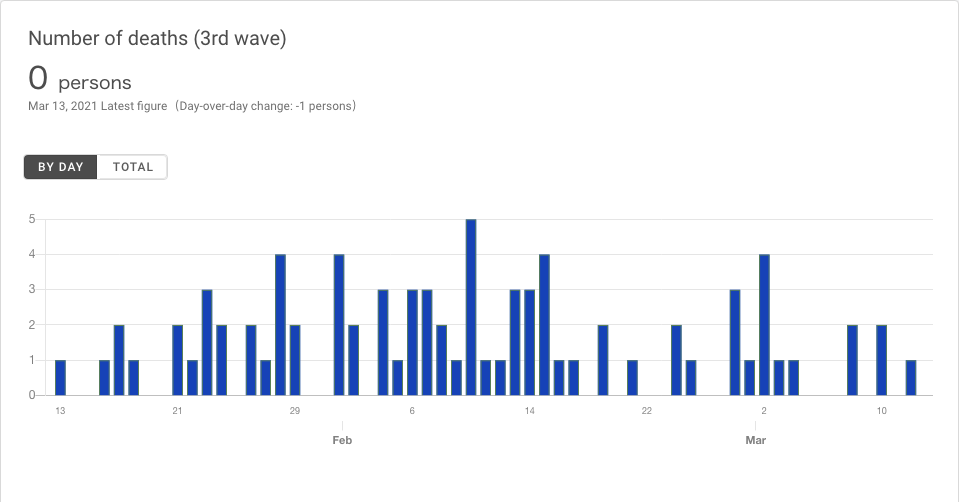 Number of deaths (3rd wave)
0 persons
Mar 13, 2021 Latest figure（Day-over-day change: -1 persons）
BY DAY TOTAL
5
4
3
2
1
0
13 21 29 6 14 22 2 10
Feb Mar